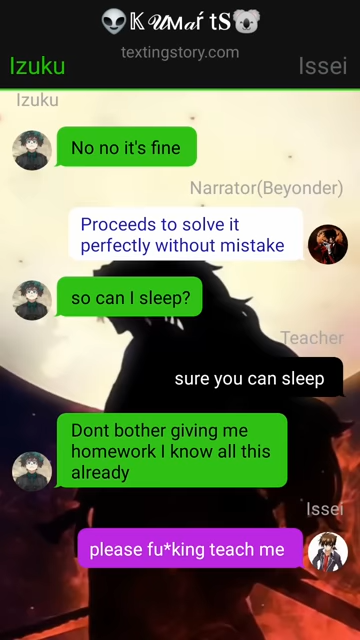 👽𝕂 𝓤ᴍ𝓪ŕ t𝐒🐨
textingstory.com
Izuku
Issei
Izuku
No no it's fine
Narrator(Beyonder)
Proceeds to solve it
perfectly without mistake
so can I sleep?
Teacher
sure you can sleep
Dont bother giving me
homework I know all this
already
Issei
please fu*king teach me